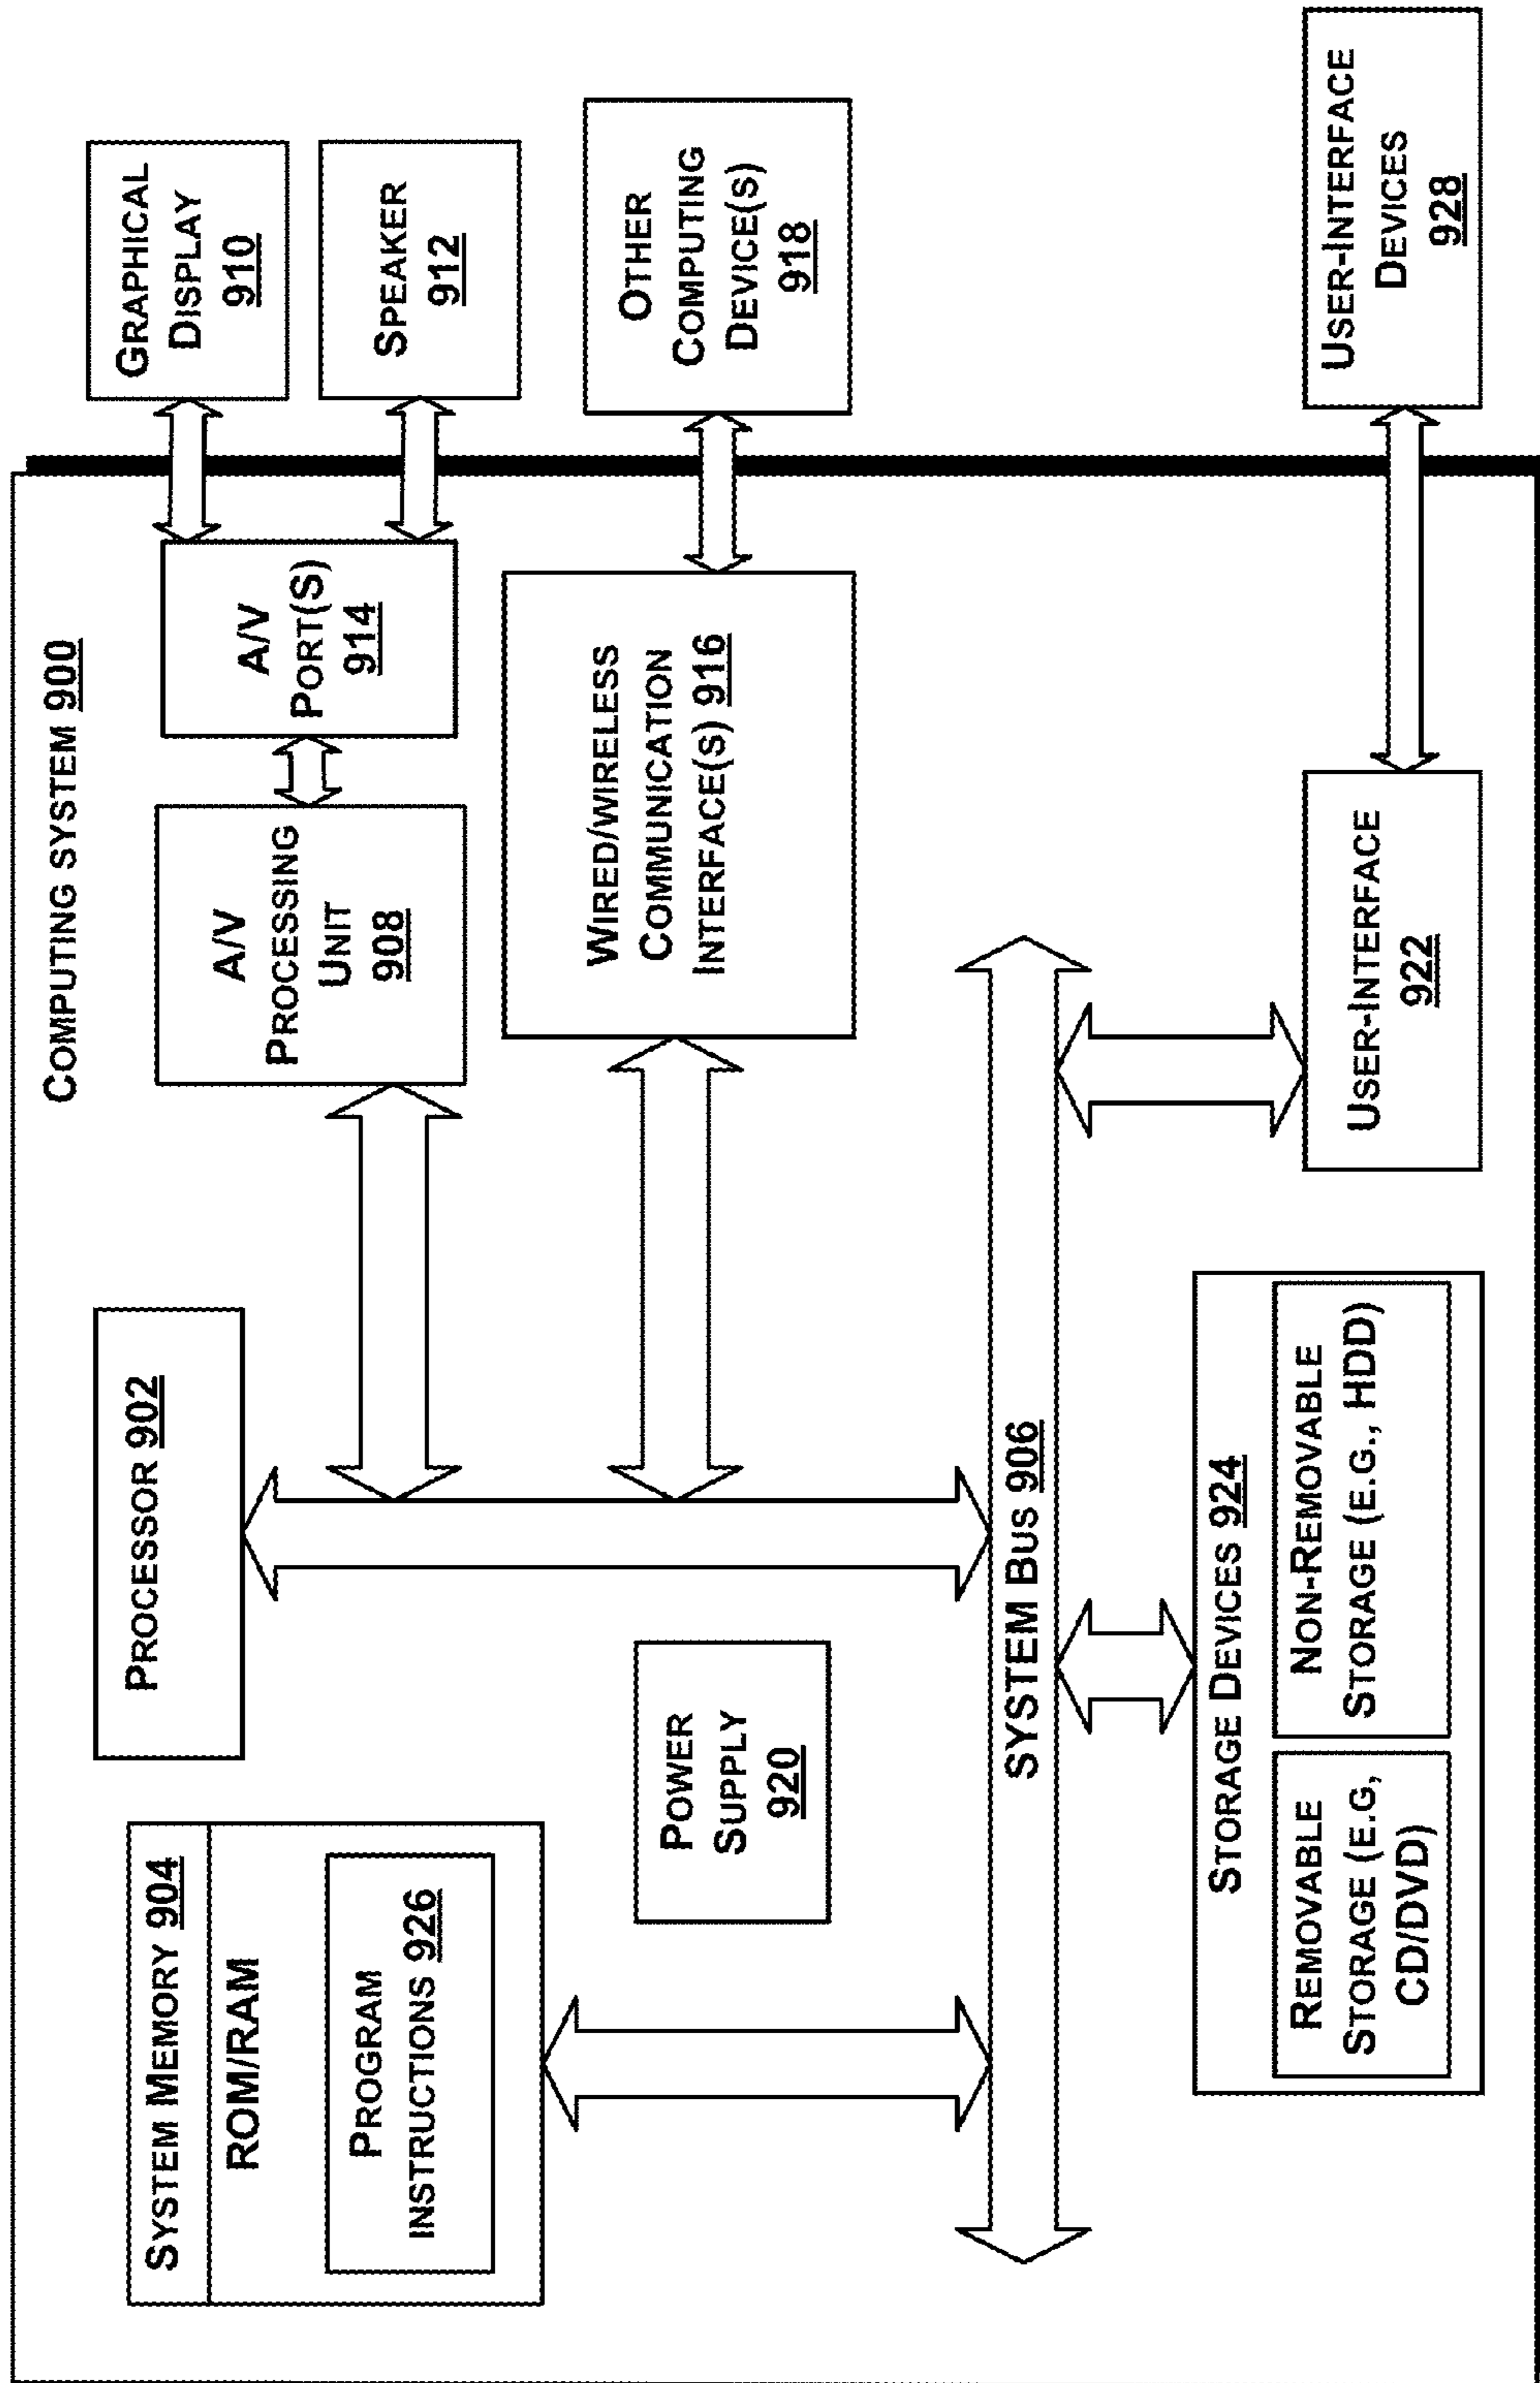 COMPUTING SYSTEM 900
SYSTEM MEMORY 904
ROM/RAM
PROGRAM
INSTRUCTIONS 926
PROCESSOR 902
A/V
PROCESSING
UNIT
908
A/V
PORT(S)
914
GRAPHICAL
DISPLAY
910
SPEAKER
912
POWER
SUPPLY
920
WIRED/WIRELESS
COMMUNICATION
INTERFACE(S) 916
OTHER
COMPUTING
DEVICE(S)
918
SYSTEM BUS 906
STORAGE DEVICES 924
REMOVABLE
STORAGE (E.G,
CD/DVD)
NON-REMOVABLE
STORAGE (E.G., HDD)
USER-INTERFACE
922
USER-INTERFACE
DEVICES
928